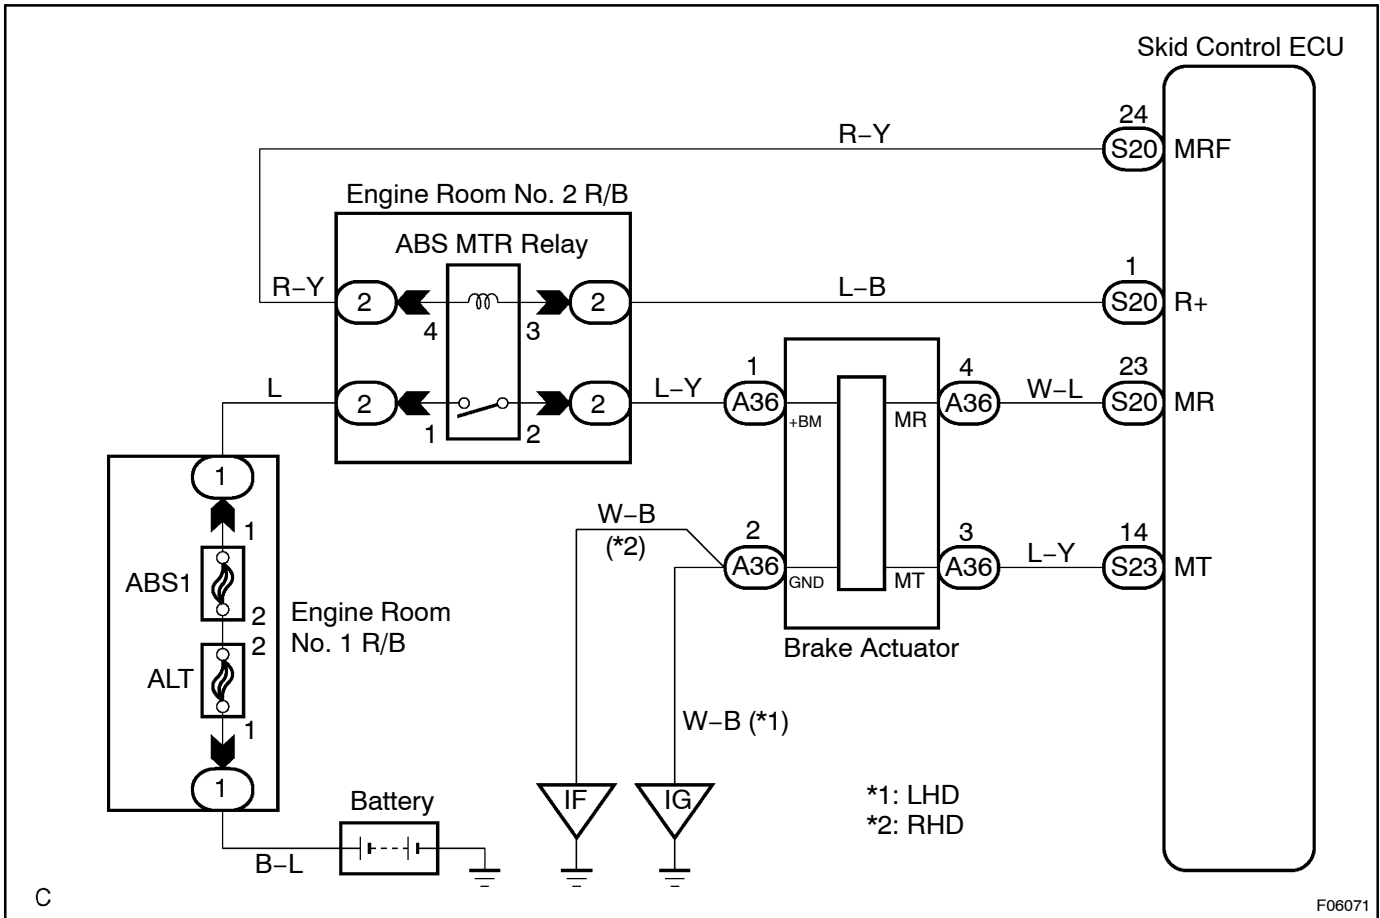 Skid Control ECU
24
R–Y
S20 MRF
Engine Room No. 2 R/B
ABS MTR Relay
1
R–Y
2
2
L–B
S20 R+
4
3
1
4
23
L
2
2
L–Y
A36
A36
W–L
S20 MR
+BM
MR
1
2
1
1
W–B
(*2)
2
3
14
L–Y
A36
A36
S23 MT
GND
MT
ABS1
2
Engine Room
No. 1 R/B
2
ALT
1
Brake Actuator
W–B (*1)
1
Battery
IF
IG
*1: LHD
*2: RHD
B–L
C
F06071